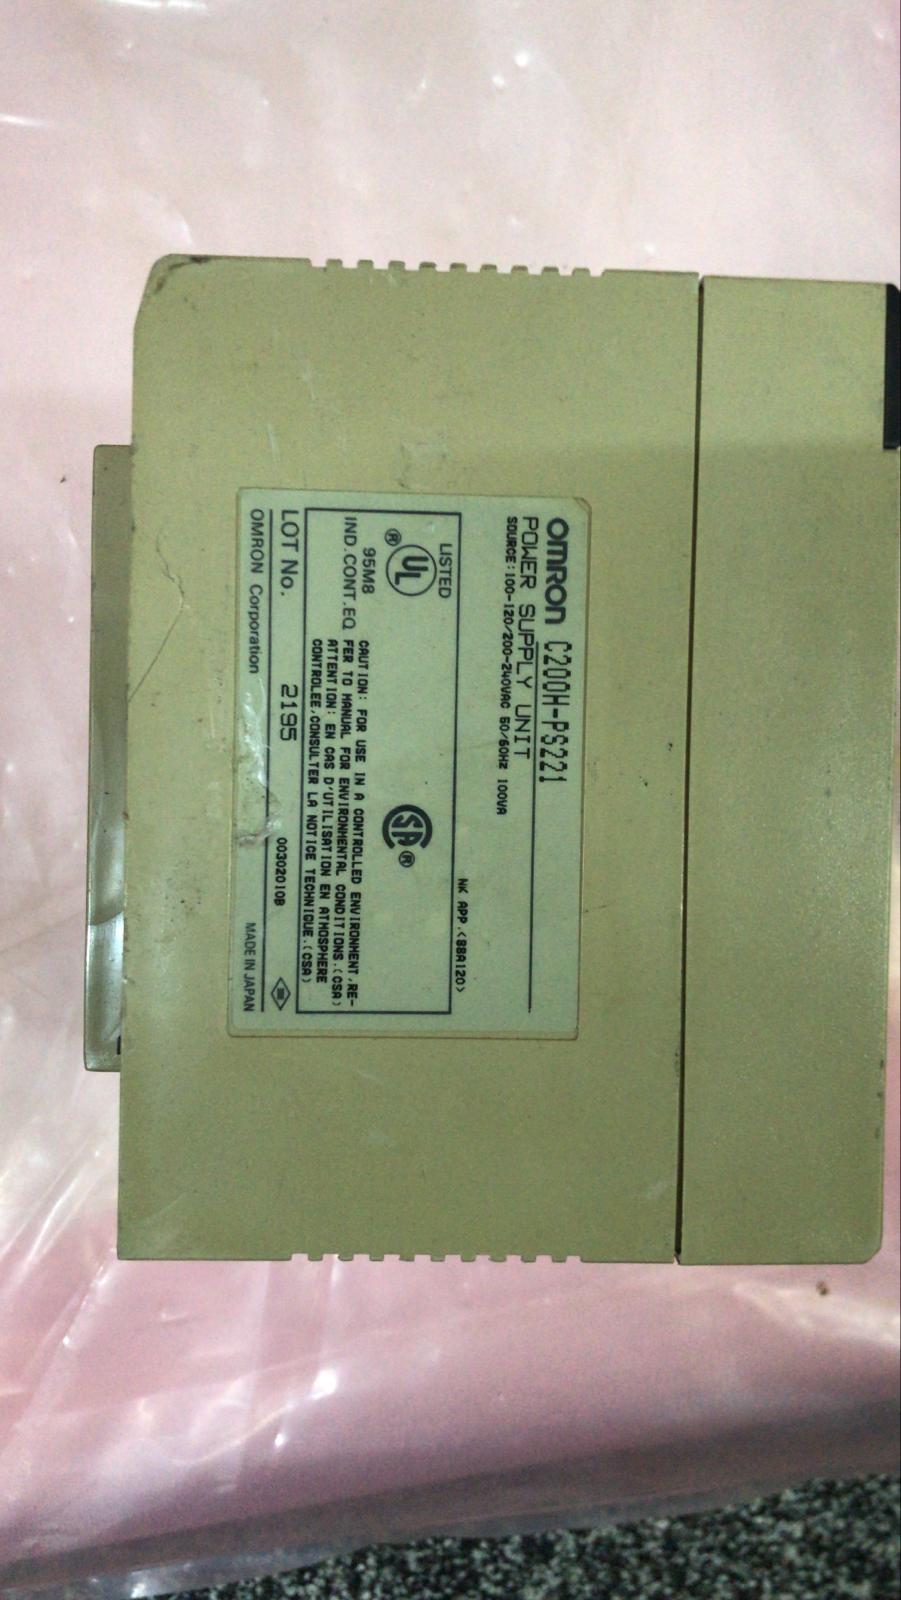 OMRON C200H-PS221
POWER SUPPLY UNIT
SOURCE:100-120/200-240VAC 50/60HZ 100VA
NK APP.<88A120>
LISTED
UL ®
95M8
IND.CONT.EQ
SA ®
CAUTION: FOR USE IN A CONTROLLED ENVIRONMENT.RE-
FER TO MANUAL FOR ENVIRONMENTAL CONDITIONS.(CSA)
ATTENTION: EN CAS D'UTILISATION EN ATMOSPHERE
CONTROLEE,CONSULTER LA NOTICE TECHNIQUE.(CSA)
LOT No. 2195 0030201OB
OMRON Corporation MADE IN JAPAN